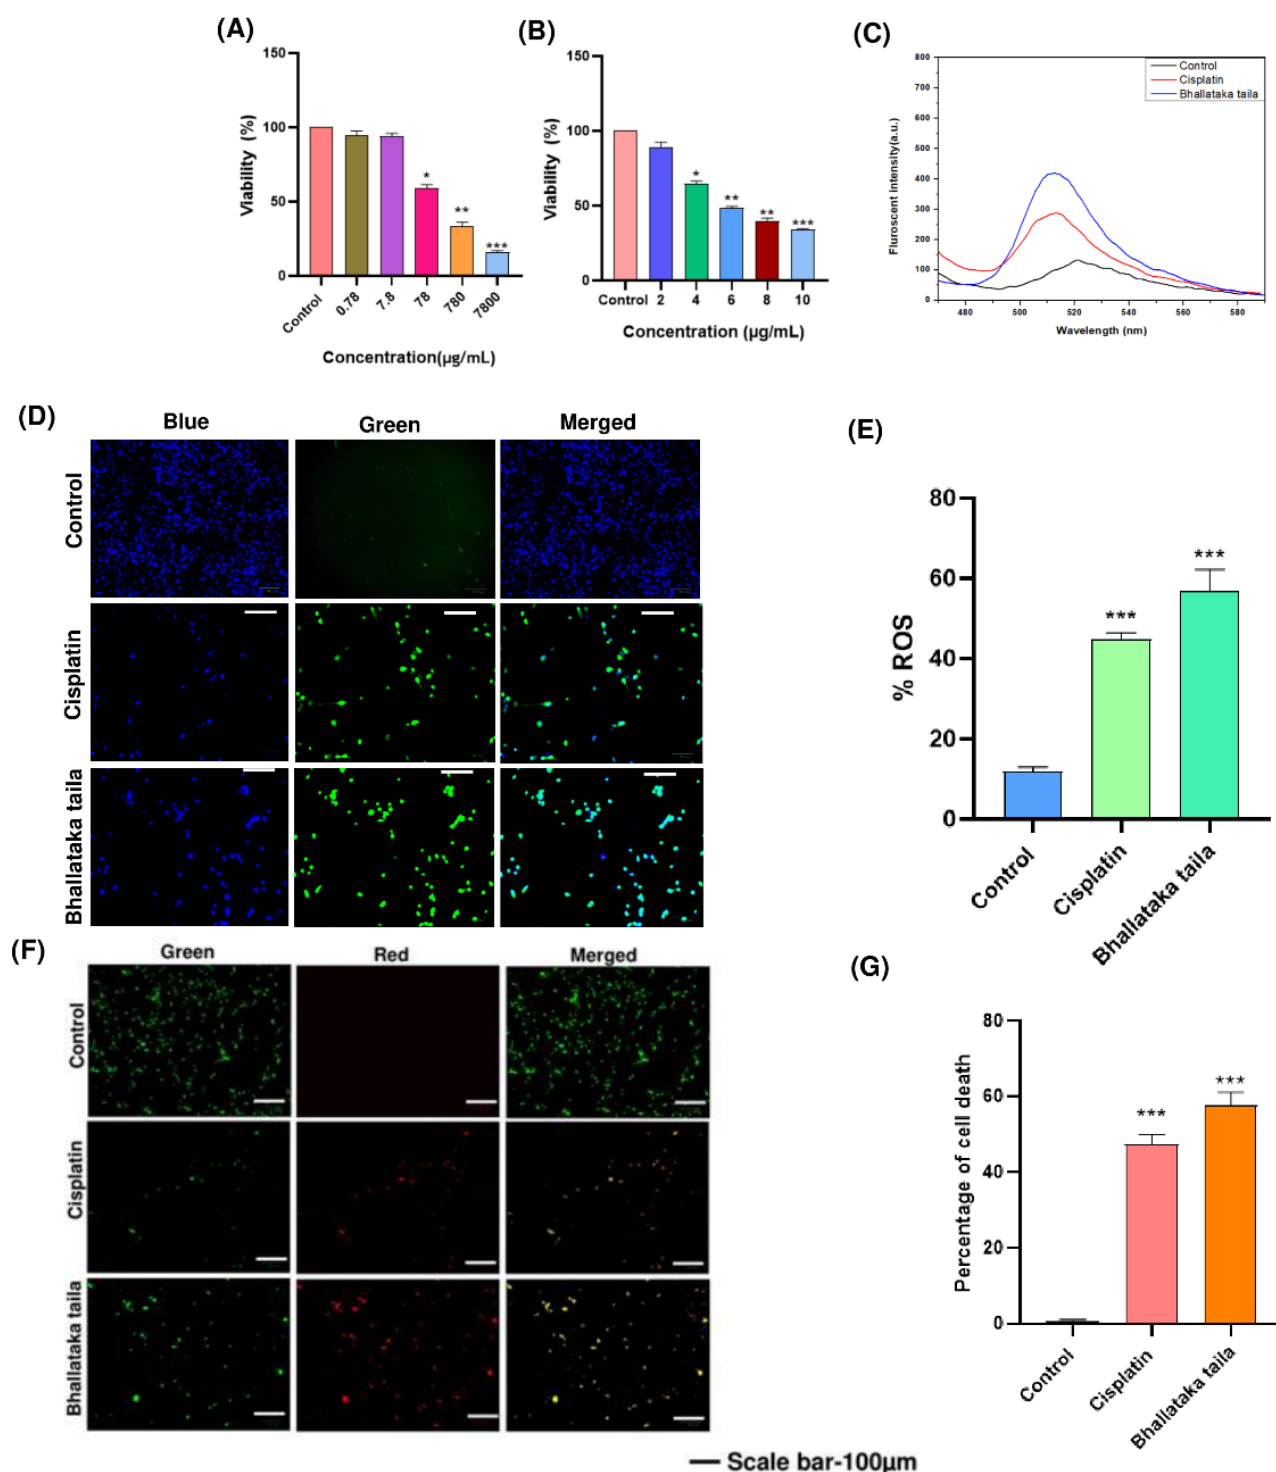 (A)
150
100
50
0
Viability (%)
*
**
***
Control
0.78
7.8
78
780
7800
Concentration(µg/mL)
(B)
150
100
50
0
Viability (%)
*
**
**
***
Control 2 4 6 8 10
Concentration (µg/mL)
(C)
800
700
600
500
400
300
200
100
0
Fluroscent intensity(a.u.)
Control
Cisplatin
Bhallataka taila
480 500 520 540 560 580
Wavelength (nm)
(D)
Blue Green Merged
Control
Cisplatin
Bhallataka taila
(E)
80
60
40
20
0
% ROS
***
***
Control
Cisplatin
Bhallataka taila
(F)
Green Red Merged
Control
Cisplatin
Bhallataka taila
(G)
80
60
40
20
0
Percentage of cell death
***
***
Control
Cisplatin
Bhallataka taila
Scale bar-100µm